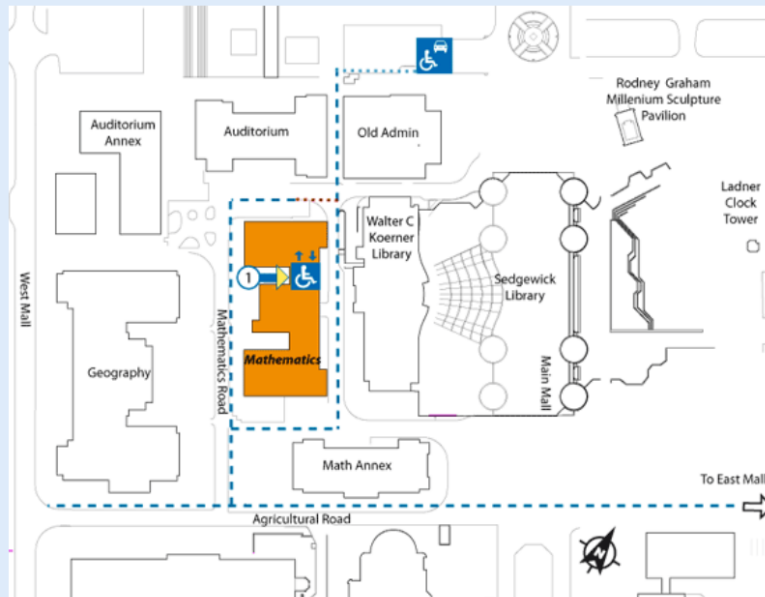 Rodney Graham
Millenium Sculpture
Pavilion
Auditorium
Annex
Auditorium
Old Admin
Ladner
Clock
Tower
Walter C
Koerner
Library
Sedgewick
Library
West Mall
1
Mathematics Road
Mathematics
Geography
Main Mall
Math Annex
To East Mall
Agricultural Road